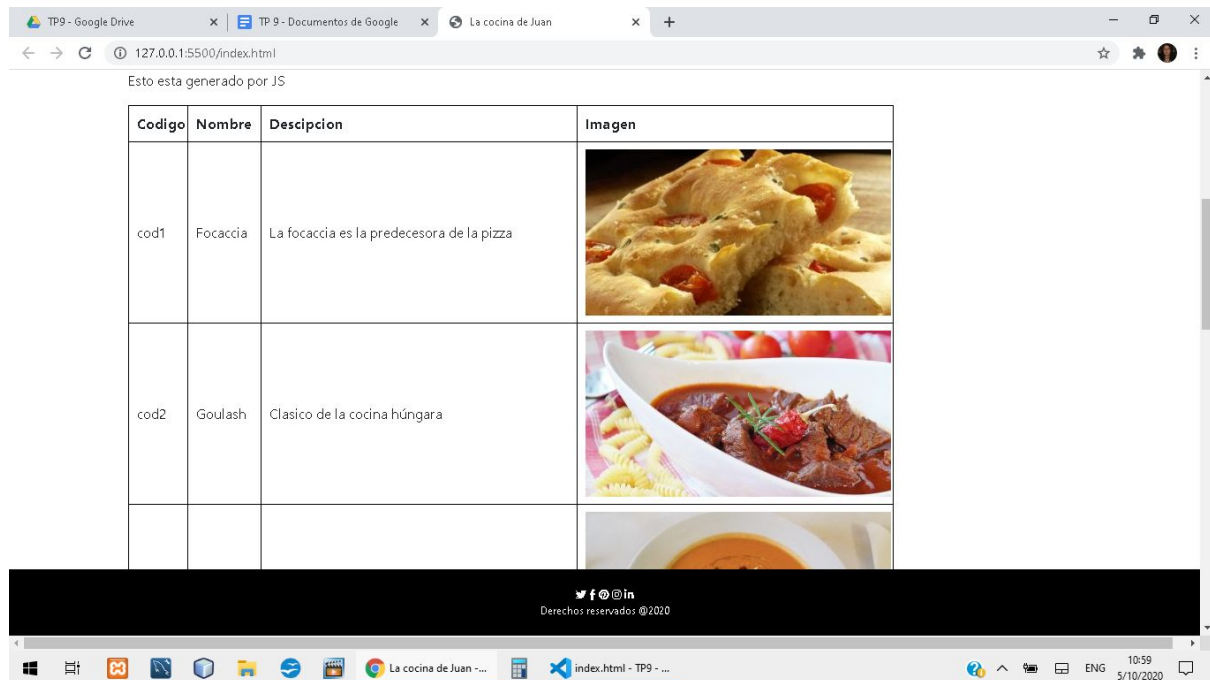 TP9 - Google Drive
TP 9 - Documentos de Google
La cocina de Juan
127.0.0.1:5500/index.html
Esto esta generado por JS
Codigo Nombre Descipcion Imagen
cod1 Focaccia La focaccia es la predecesora de la pizza
cod2 Goulash Clasico de la cocina húngara
Derechos reservados @2020
La cocina de Juan -...
index.html - TP9 - ...
ENG
10:59
5/10/2020